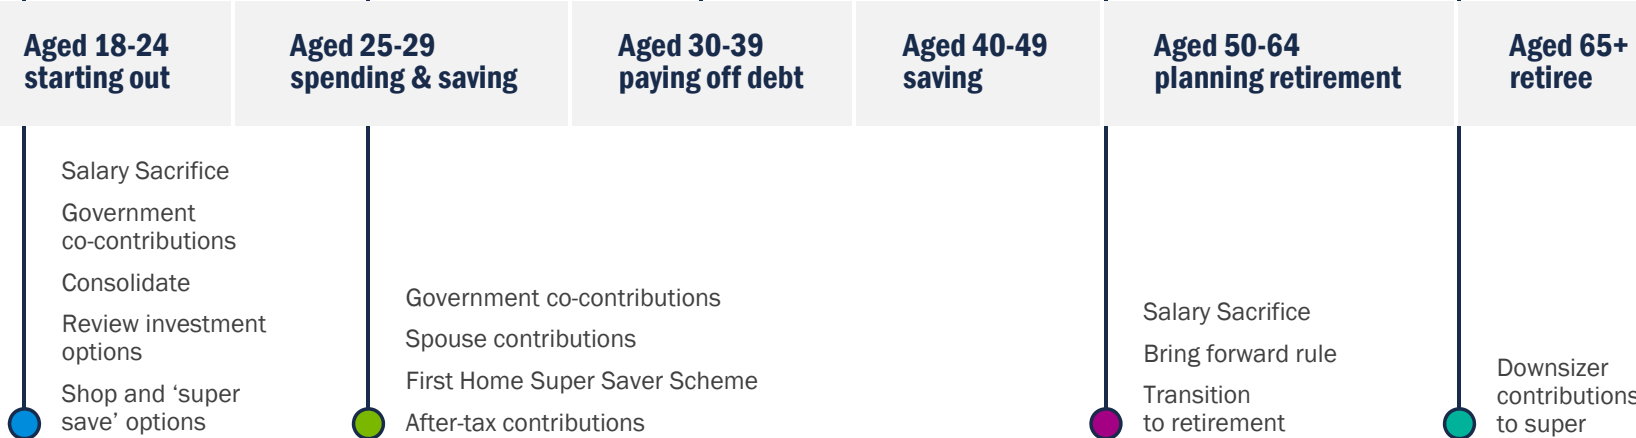 Aged 18-24
starting out
Aged 25-29
spending & saving
Aged 30-39
paying off debt
Aged 40-49
saving
Aged 50-64
planning retirement
Aged 65+
retiree
Salary Sacrifice
Government
co-contributions
Consolidate
Review investment
options
Shop and ‘super
save’ options
Government co-contributions
Spouse contributions
First Home Super Saver Scheme
After-tax contributions
Salary Sacrifice
Bring forward rule
Transition
to retirement
Downsizer
contributions
to super